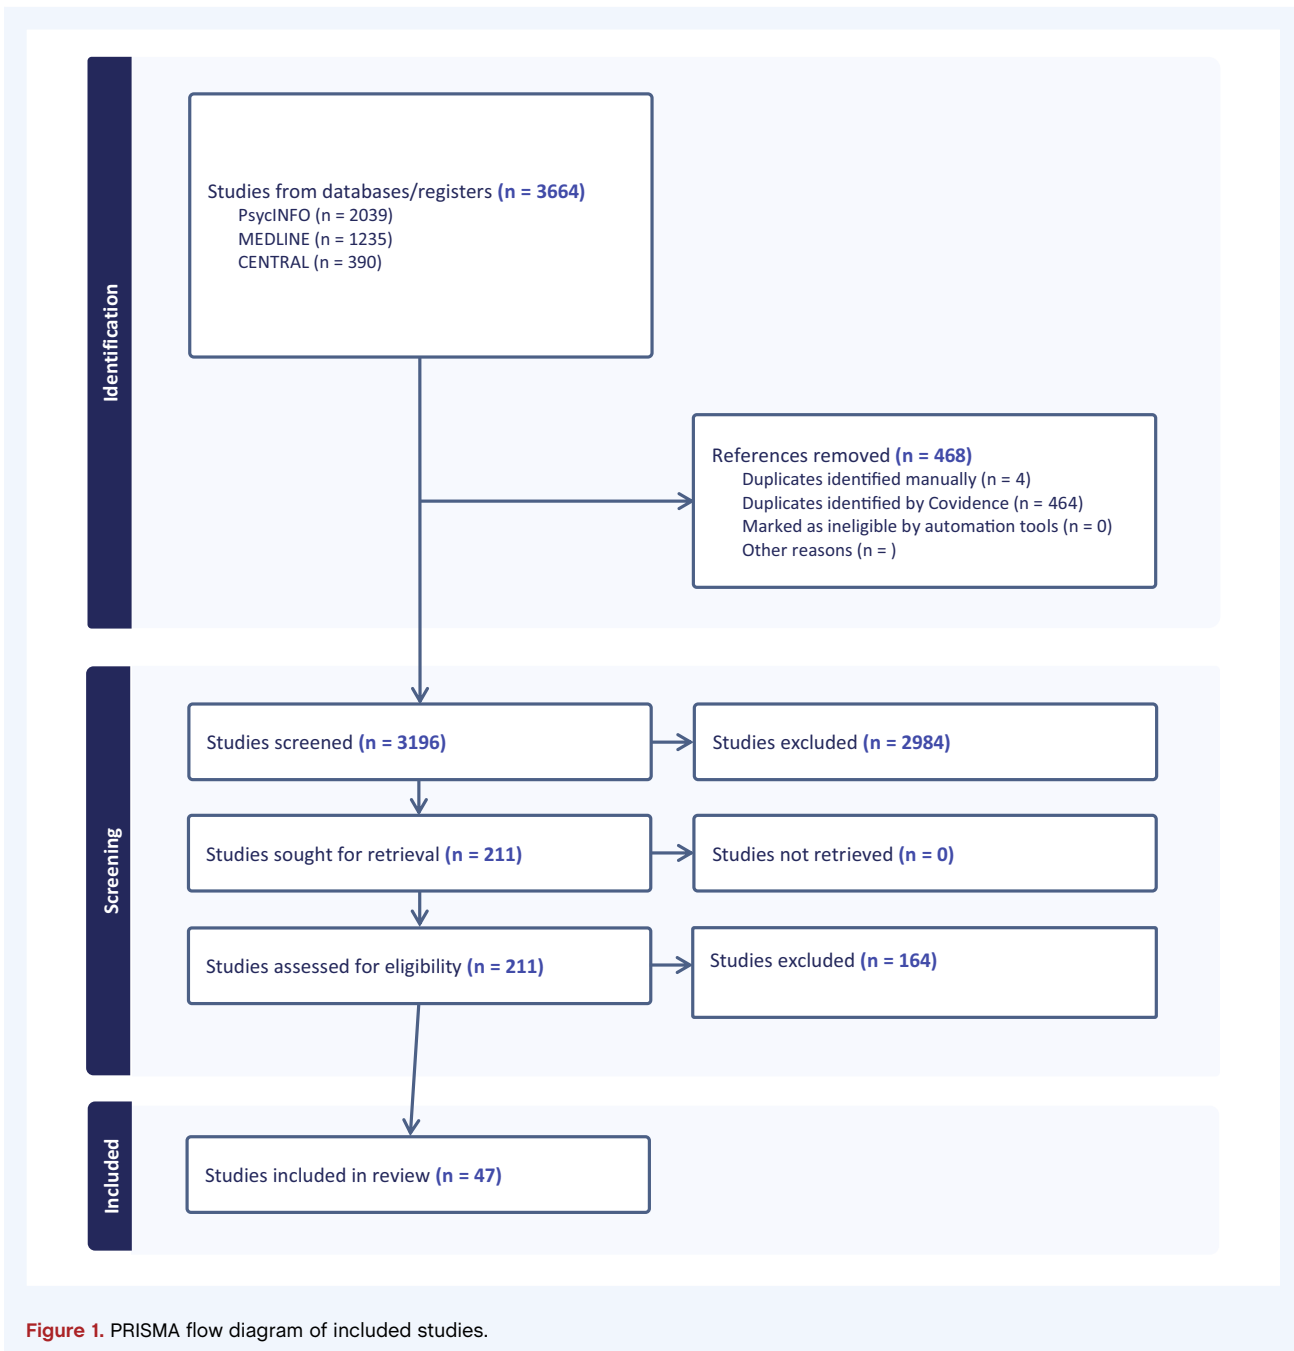 Identification
Studies from databases/registers (n = 3664)
PsycINFO (n = 2039)
MEDLINE (n = 1235)
CENTRAL (n = 390)
References removed (n = 468)
Duplicates identified manually (n = 4)
Duplicates identified by Covidence (n = 464)
Marked as ineligible by automation tools (n = 0)
Other reasons (n = )
Screening
Studies screened (n = 3196)
Studies excluded (n = 2984)
Studies sought for retrieval (n = 211)
Studies not retrieved (n = 0)
Studies assessed for eligibility (n = 211)
Studies excluded (n = 164)
Included
Studies included in review (n = 47)
Figure 1. PRISMA flow diagram of included studies.